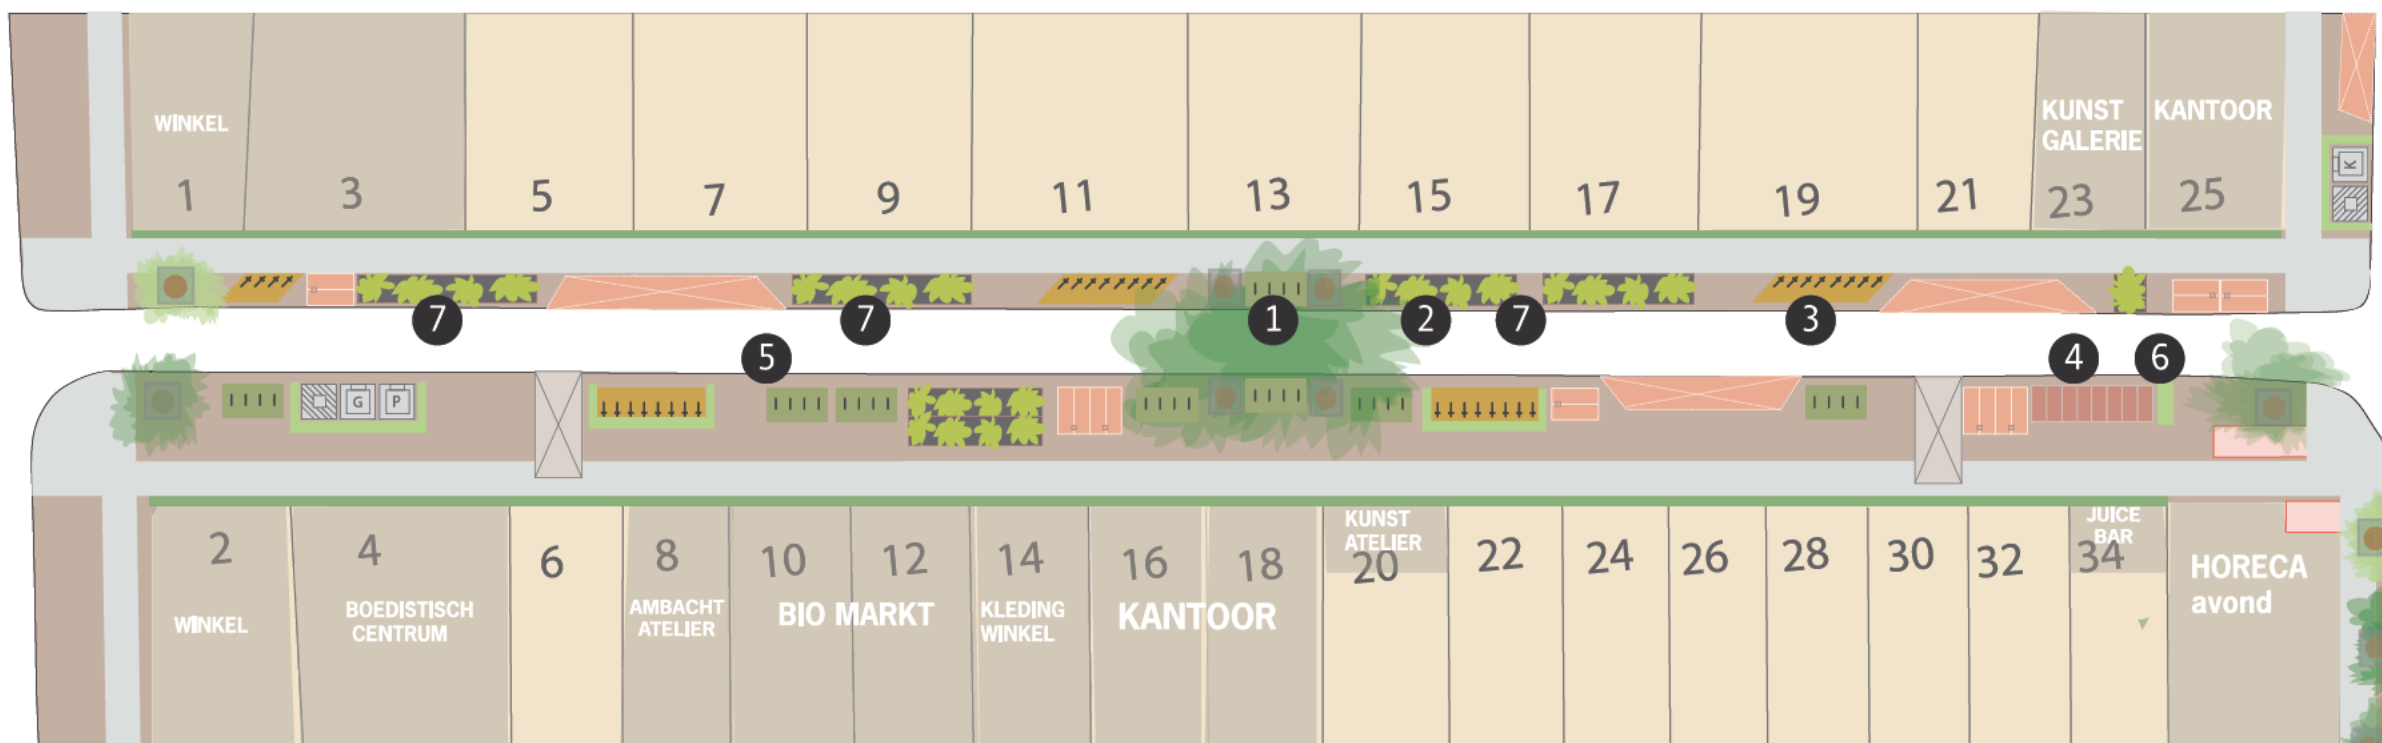 WINKEL
1
3
5
7
9
11
13
15
17
19
21
KUNST
GALERIE
23
KANTOOR
25
K
7
7
1
2
7
3
5
4
6
G
P
2
WINKEL
4
BOEDISTISCH
CENTRUM
6
8
AMBACHT
ATELIER
10
12
BIO MARKT
14
KLEDING
WINKEL
16
18
KANTOOR
KUNST
ATELIER
20
22
24
26
28
30
32
JUICE
BAR
34
HORECA
avond